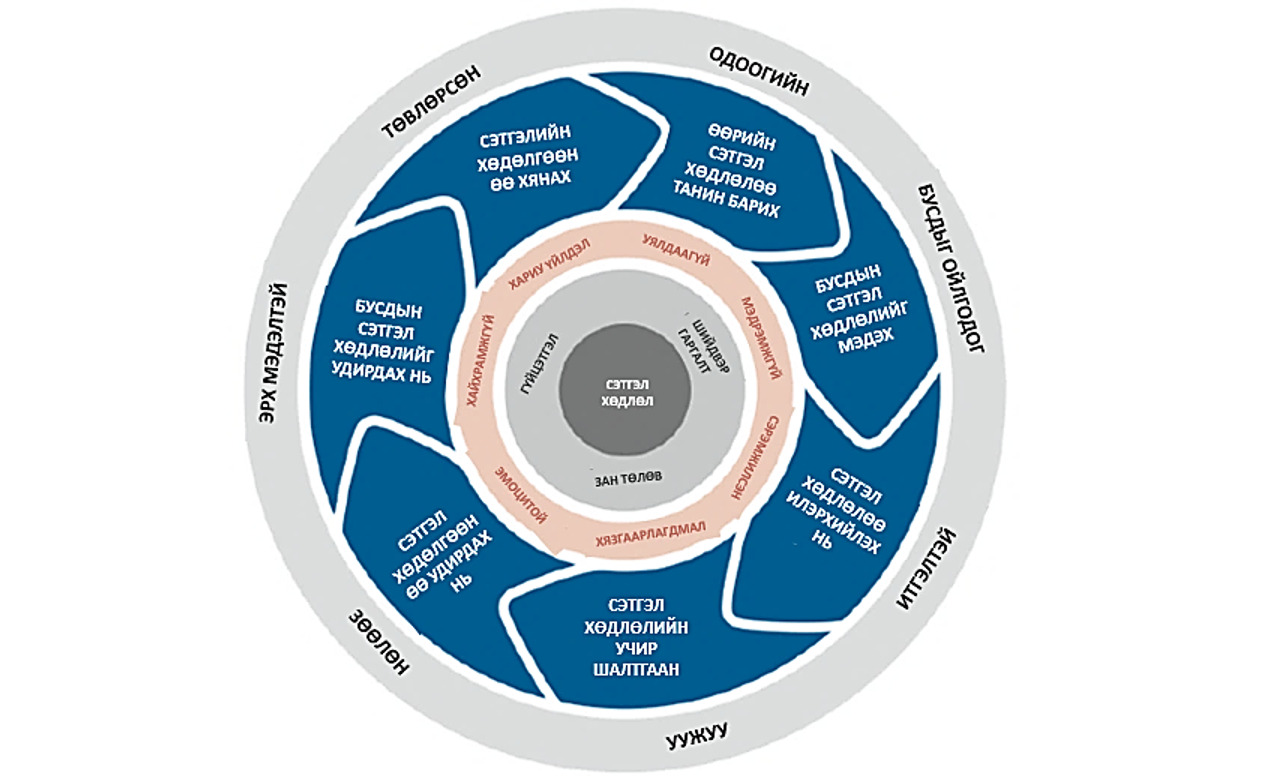 ОДООГИЙН
БУСДЫГ ОЙЛГОДОГ
ИТГЭЛТЭЙ
УУЖУУ
ЗӨӨЛӨН
ЭРХ МЭДЭЛТЭЙ
ТӨВЛӨРСӨН
ӨӨРИЙН
СЭТГЭЛ
ХӨДЛӨЛӨӨ
ТАНИН БАРИХ
БУСДЫН
СЭТГЭЛ
ХӨДЛӨЛИЙГ
МЭДЭХ
СЭТГЭЛ
ХӨДЛӨЛӨӨ
ИЛЭРХИЙЛЭХ
НЬ
СЭТГЭЛ
ХӨДЛӨЛИЙН
УЧИР
ШАЛТГААН
СЭТГЭЛ
ХӨДӨЛГӨӨН
ӨӨ УДИРДАХ
НЬ
БУСДЫН
СЭТГЭЛ
ХӨДЛӨЛИЙГ
УДИРДАХ НЬ
СЭТГЭЛИЙН
ХӨДӨЛГӨӨН
ӨӨ ХЯНАХ
УЯЛДААГҮЙ
МЭДРЭМЖГҮЙ
СЭРЭМЖИЛСЭН
ХЯЗГААРЛАГДМАЛ
ЭМОЦИТОЙ
ХАЙХРАМЖГҮЙ
ХАРИУ ҮЙЛДЭЛ
ШИЙДВЭР
ГАРГАЛТ
ЗАН ТӨЛӨВ
ГҮЙЦЭТГЭЛ
СЭТГЭЛ
ХӨДЛӨЛ